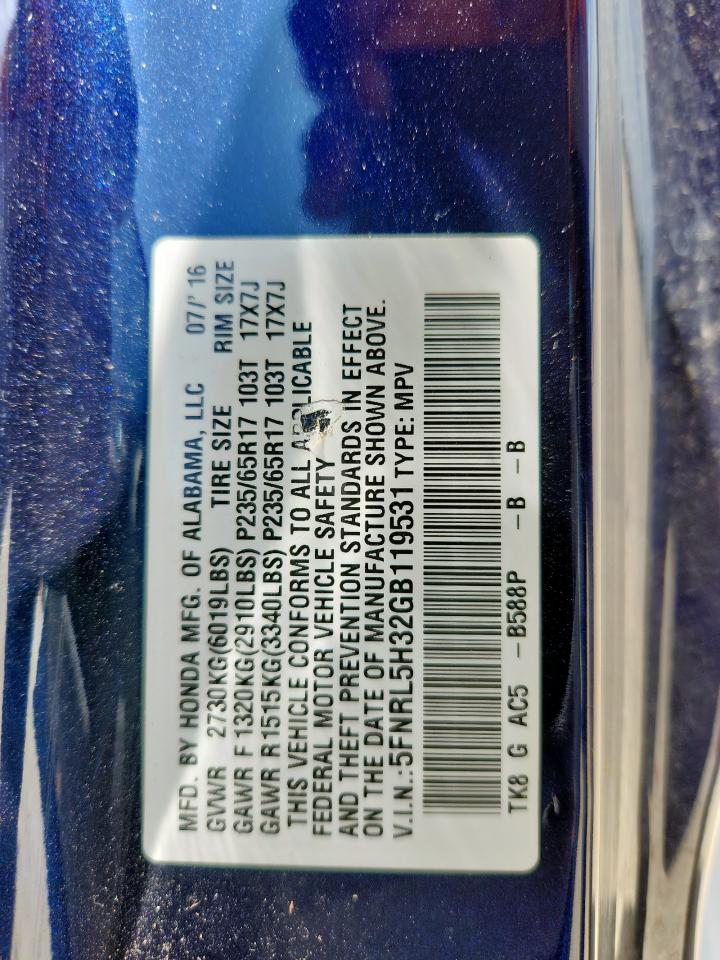 MFD. BY HONDA MFG. OF ALABAMA, LLC 07/' 16
GVWR 2730KG(6019LBS) TIRE SIZE RIM SIZE
GAWR F 1320KG(2910LBS) P235/65R17 103T 17X7J
GAWR R1515KG(3340LBS) P235/65R17 103T 17X7J
THIS VEHICLE CONFORMS TO ALL APPLICABLE
FEDERAL MOTOR VEHICLE SAFETY
AND THEFT PREVENTION STANDARDS IN EFFECT
ON THE DATE OF MANUFACTURE SHOWN ABOVE.
V.I.N.:5FNRL5H32GB119531 TYPE: MPV
TK8 G AC5 -B588P -B -B